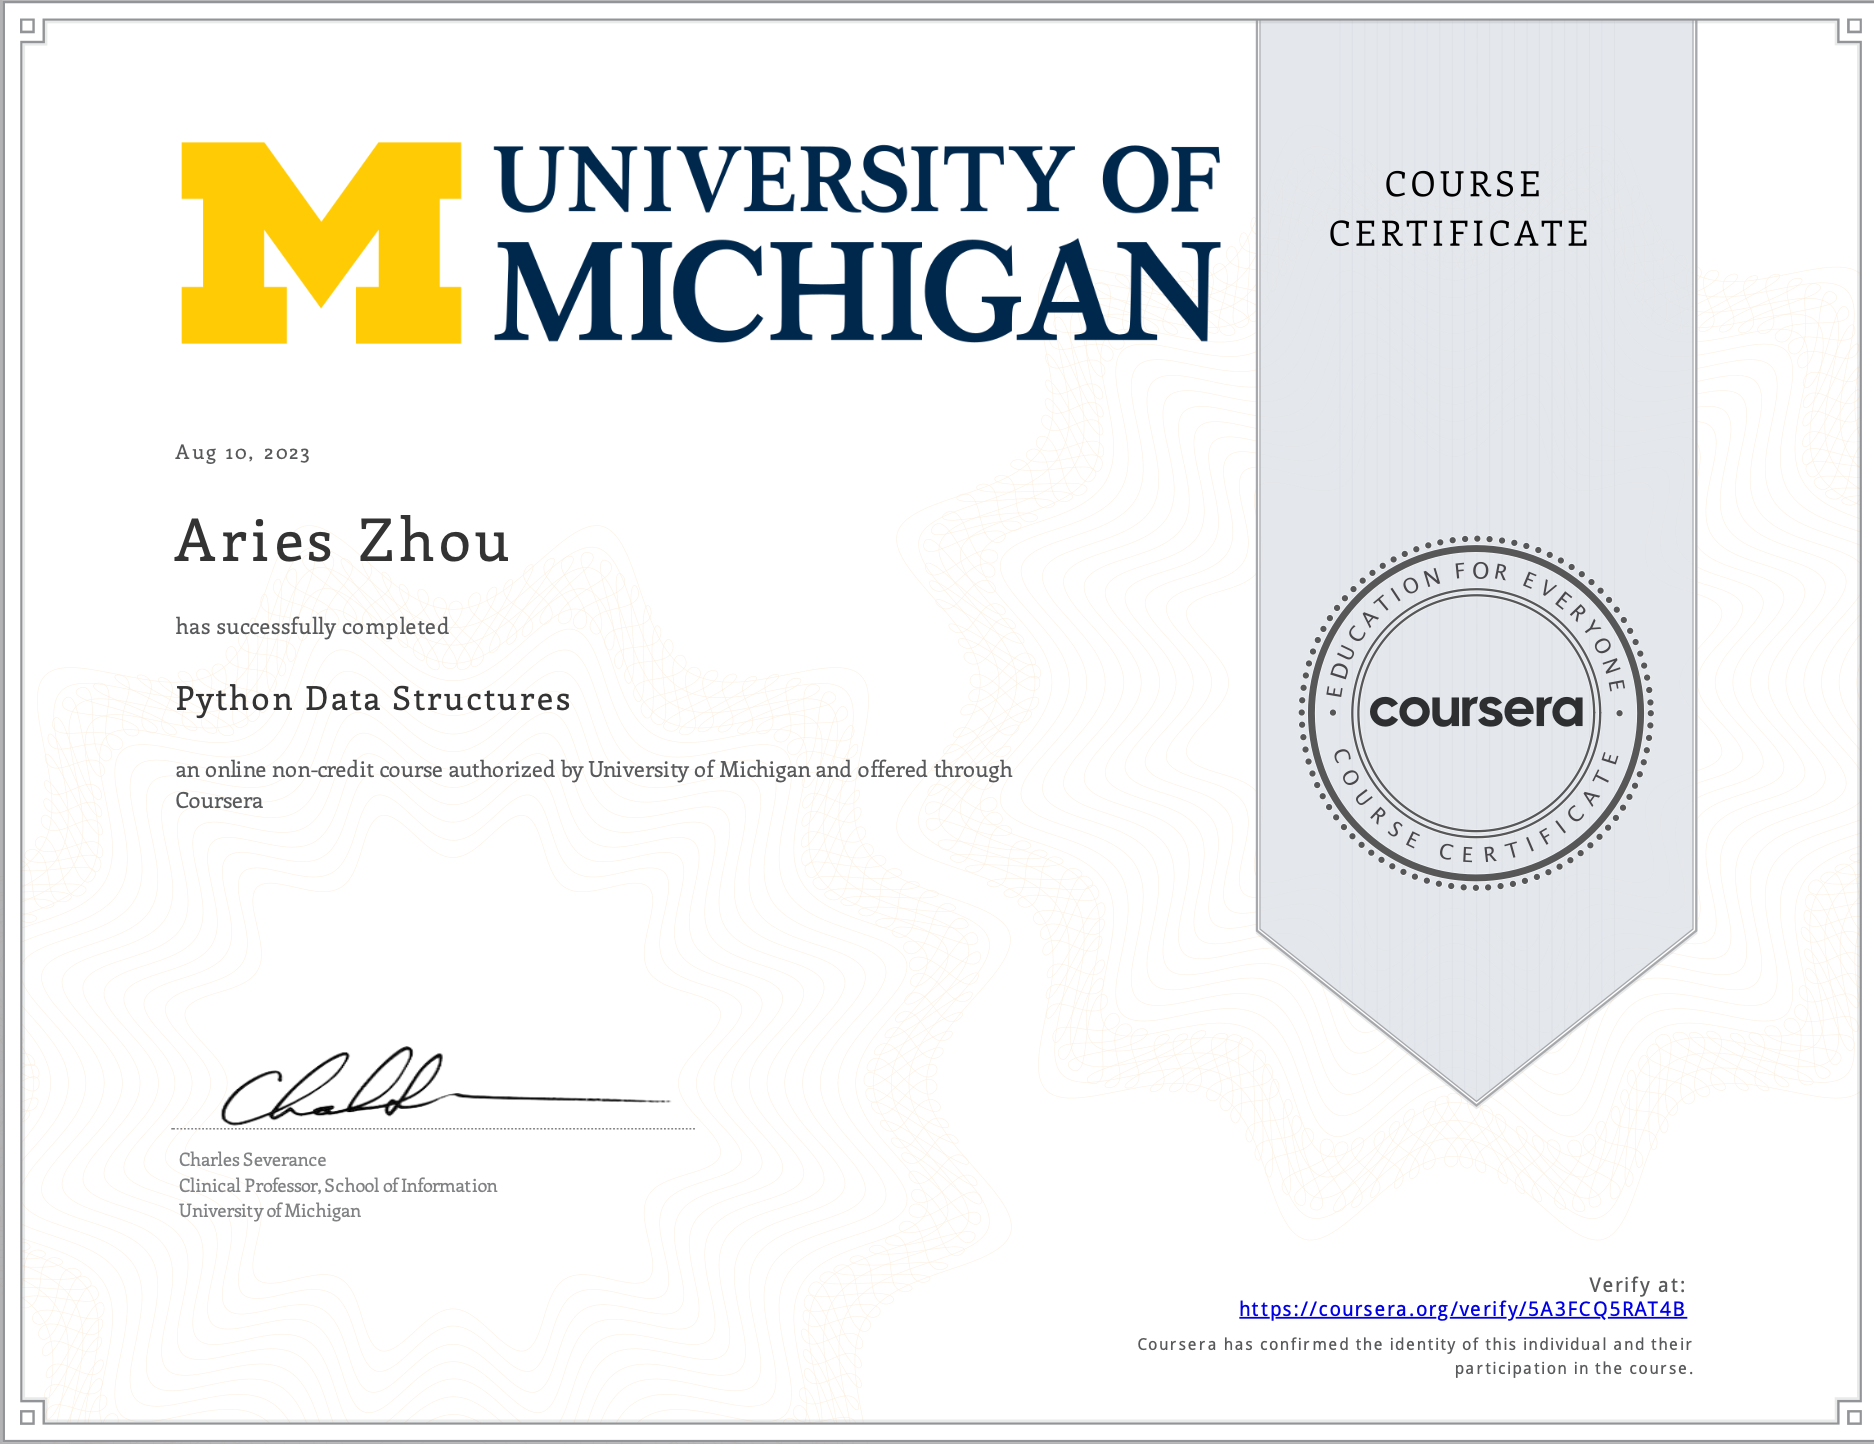 UNIVERSITY OF
MICHIGAN
COURSE
CERTIFICATE
Aug 10, 2023
Aries Zhou
has successfully completed
Python Data Structures
an online non-credit course authorized by University of Michigan and offered through
Coursera
EDUCATION FOR EVERYONE
coursera
COURSE CERTIFICATE
Charles Severance
Clinical Professor, School of Information
University of Michigan
Verify at:
https://coursera.org/verify/5A3FCQ5RAT4B
Coursera has confirmed the identity of this individual and their
participation in the course.